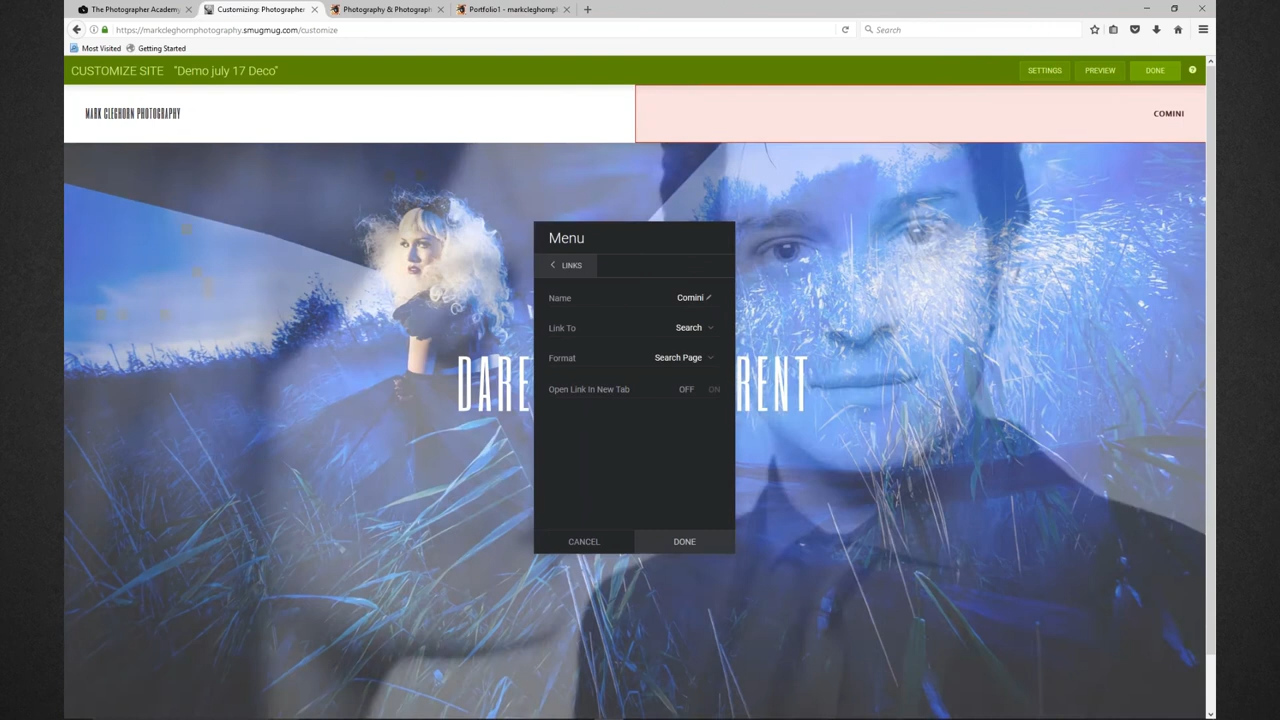 The Photographer Academy
Customizing: Photographer
Photography & Photograph
Portfolio1 - markcleghornph
https://markcleghornphotography.smugmug.com/customize
Search
Most Visited
Getting Started
CUSTOMIZE SITE "Demo july 17 Deco"
SETTINGS
PREVIEW
DONE
MARK CLEGHORN PHOTOGRAPHY
COMINI
Menu
LINKS
Name Comini
Link To Search
Format Search Page
Open Link In New Tab OFF ON
DARE RENT
CANCEL DONE